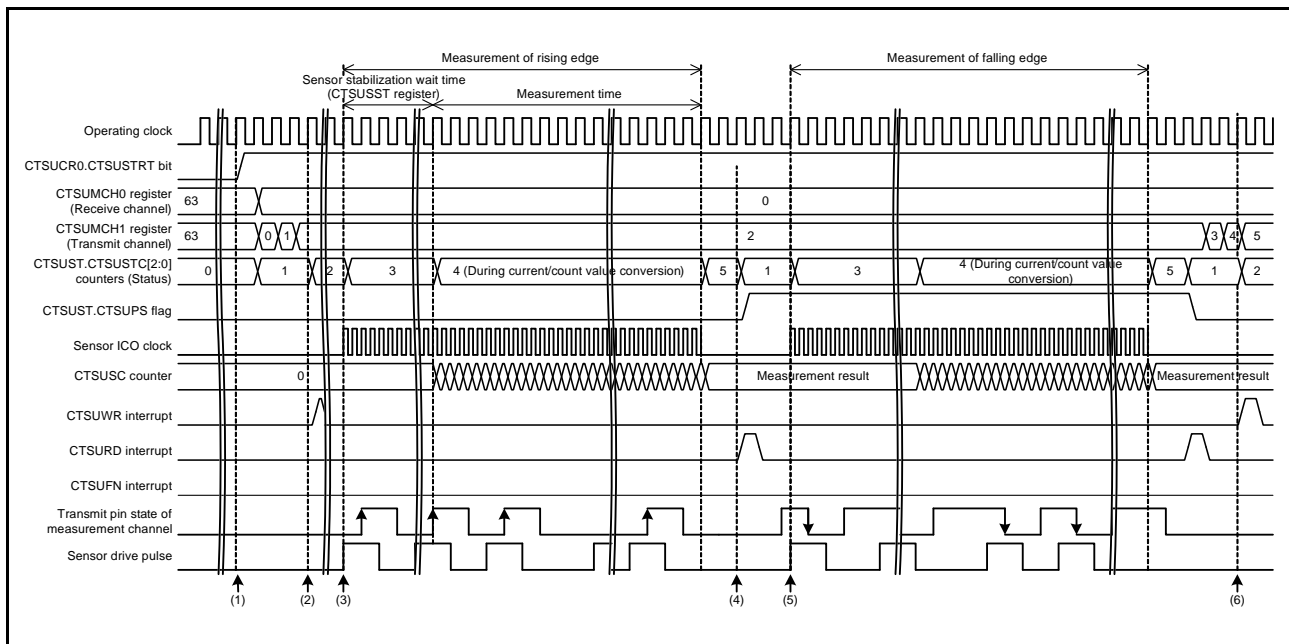 Measurement of rising edge
Measurement of falling edge
Sensor stabilization wait time
(CTSUSST register)
Measurement time
Operating clock
CTSUCR0.CTSUSTRT bit
CTSUMCH0 register
(Receive channel)
63
0
CTSUMCH1 register
(Transmit channel)
63
0
1
2
3
4
5
CTSUST.CTSUSTC[2:0]
counters (Status)
0
1
2
3
4 (During current/count value conversion)
5
1
3
4 (During current/count value
conversion)
5
1
2
CTSUST.CTSUPS flag
Sensor ICO clock
CTSUSC counter
0
Measurement result
Measurement result
CTSUWR interrupt
CTSURD interrupt
CTSUFN interrupt
Transmit pin state of
measurement channel
Sensor drive pulse
(1)
(2)
(3)
(4)
(5)
(6)